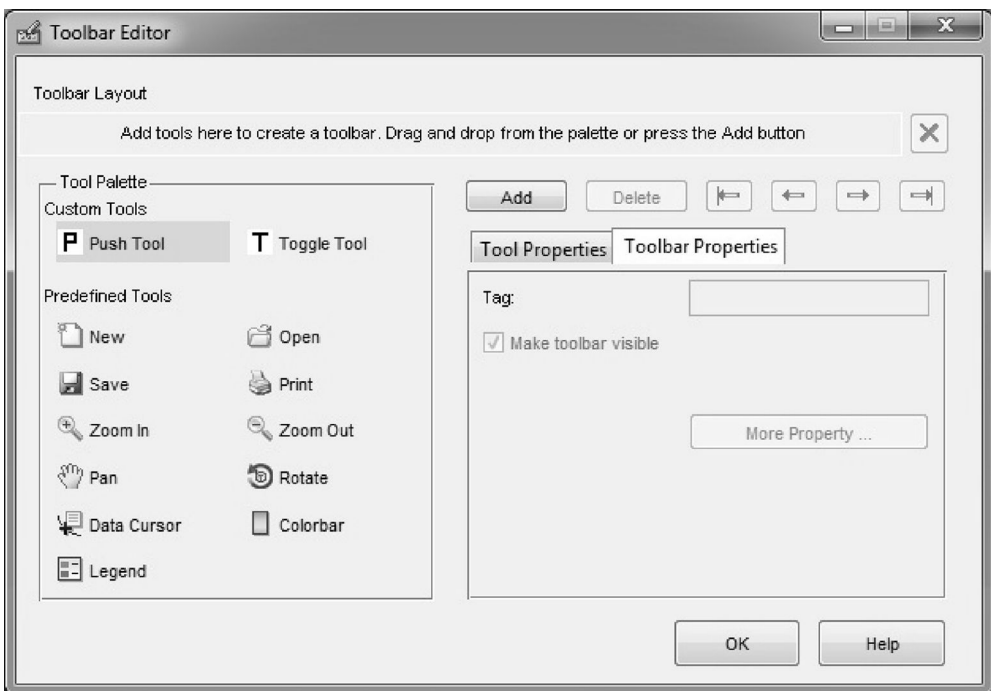 Toolbar Editor
Toolbar Layout
Add tools here to create a toolbar. Drag and drop from the palette or press the Add button
Tool Palette
Custom Tools
P Push Tool
T Toggle Tool
Predefined Tools
New
Open
Save
Print
Zoom In
Zoom Out
Pan
Rotate
Data Cursor
Colorbar
Legend
Add
Delete
Tool Properties
Toolbar Properties
Tag:
Make toolbar visible
More Property ...
OK
Help